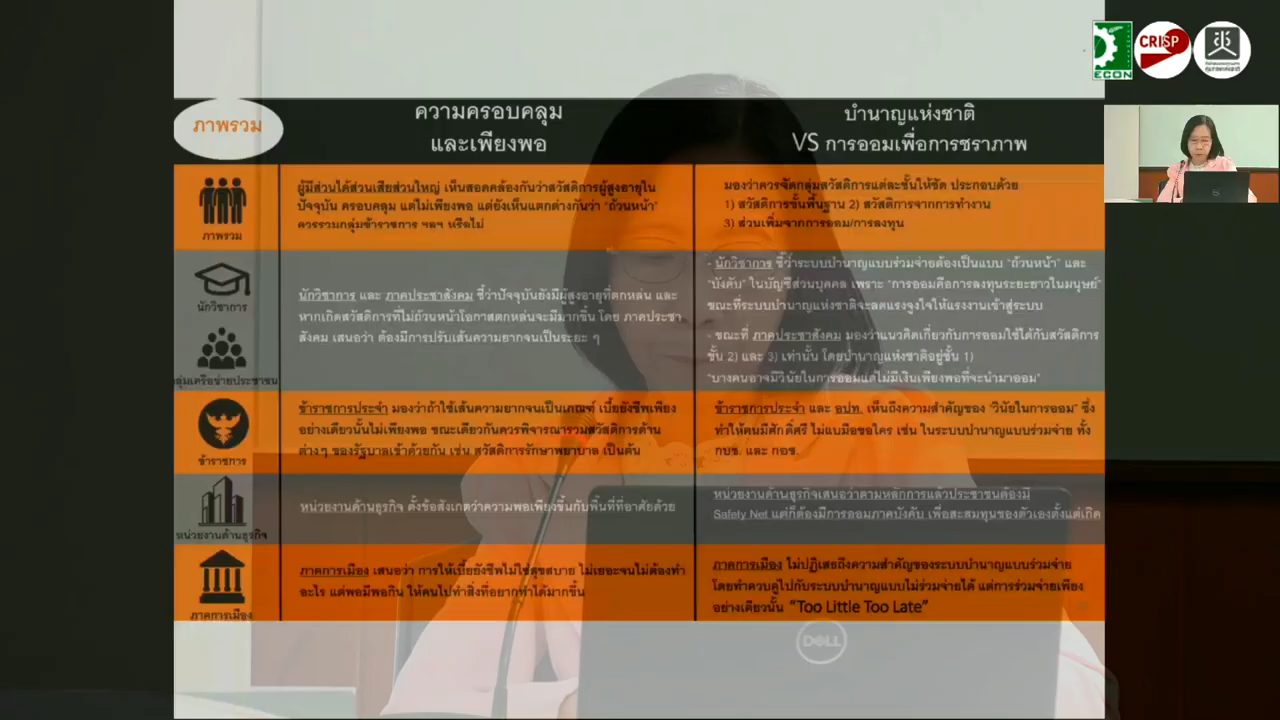 ECON
CRISP
ภาพรวม
ความครอบคลุม
และเพียงพอ
บำนาญแห่งชาติ
VS การออมเพื่อการชราภาพ
ภาพรวม
ผู้มีส่วนได้ส่วนเสียส่วนใหญ่ เห็นสอดคล้องกันว่าสวัสดิการผู้สูงอายุใน
ปัจจุบัน ครอบคลุม แต่ไม่เพียงพอ แต่ยังเห็นแตกต่างกันว่า "ถ้วนหน้า"
ควรรวมกลุ่มข้าราชการ ฯลฯ หรือไม่
มองว่าควรจัดกลุ่มสวัสดิการแต่ละชั้นให้ชัด ประกอบด้วย
1) สวัสดิการขั้นพื้นฐาน 2) สวัสดิการจากการทำงาน
3) ส่วนเพิ่มจากการออม/การลงทุน
นักวิชาการ
กลุ่มเครือข่ายประชาชน
นักวิชาการ และ ภาคประชาสังคม ชี้ว่าปัจจุบันยังมีผู้สูงอายุที่ตกหล่น และ
หากเกิดสวัสดิการที่ไม่ถ้วนหน้าโอกาสตกหล่นจะมีมากขึ้น โดย ภาคประชา
สังคม เสนอว่า ต้องมีการปรับเส้นความยากจนเป็นระยะ ๆ
- นักวิชาการ ชี้ว่าระบบบำนาญแบบร่วมจ่ายต้องเป็นแบบ "ถ้วนหน้า" และ
"บังคับ" ในบัญชีส่วนบุคคล เพราะ "การออมคือการลงทุนระยะยาวในมนุษย์"
ขณะที่ระบบบำนาญแห่งชาติจะลดแรงจูงใจให้แรงงานเข้าสู่ระบบ
- ขณะที่ ภาคประชาสังคม มองว่าแนวคิดเกี่ยวกับการออมใช้ได้กับสวัสดิการ
ชั้น 2) และ 3) เท่านั้น โดยบำนาญแห่งชาติอยู่ชั้น 1)
"บางคนอาจมีวินัยในการออมแต่ไม่มีเงินเพียงพอที่จะนำมาออม"
ข้าราชการ
ข้าราชการประจำ มองว่าถ้าใช้เส้นความยากจนเป็นเกณฑ์ เบี้ยยังชีพเพียง
อย่างเดียวนั้นไม่เพียงพอ ขณะเดียวกันควรพิจารณารวมสวัสดิการด้าน
ต่างๆ ของรัฐบาลเข้าด้วยกัน เช่น สวัสดิการรักษาพยาบาล เป็นต้น
ข้าราชการประจำ และ อปท. เห็นถึงความสำคัญของ "วินัยในการออม" ซึ่ง
ทำให้คนมีศักดิ์ศรี ไม่แบมือขอใคร เช่น ในระบบบำนาญแบบร่วมจ่าย ทั้ง
กบช. และ กอช.
หน่วยงานด้านธุรกิจ
หน่วยงานด้านธุรกิจ ตั้งข้อสังเกตว่าความพอเพียงขึ้นกับพื้นที่ที่อาศัยด้วย
หน่วยงานด้านธุรกิจเสนอว่าตามหลักการแล้วประชาชนต้องมี
Safety Net แต่ก็ต้องมีการออมภาคบังคับ เพื่อสะสมทุนของตัวเองตั้งแต่เกิด
ภาคการเมือง
ภาคการเมือง เสนอว่า การให้เบี้ยยังชีพไม่ใช่สุขสบาย ไม่เยอะจนไม่ต้องทำ
อะไร แต่พอมีพอกิน ให้คนไปทำสิ่งที่อยากทำได้มากขึ้น
ภาคการเมือง ไม่ปฏิเสธถึงความสำคัญของระบบบำนาญแบบร่วมจ่าย
โดยทำควบคู่ไปกับระบบบำนาญแบบไม่ร่วมจ่ายได้ แต่การร่วมจ่ายเพียง
อย่างเดียวนั้น "Too Little Too Late"
DELL